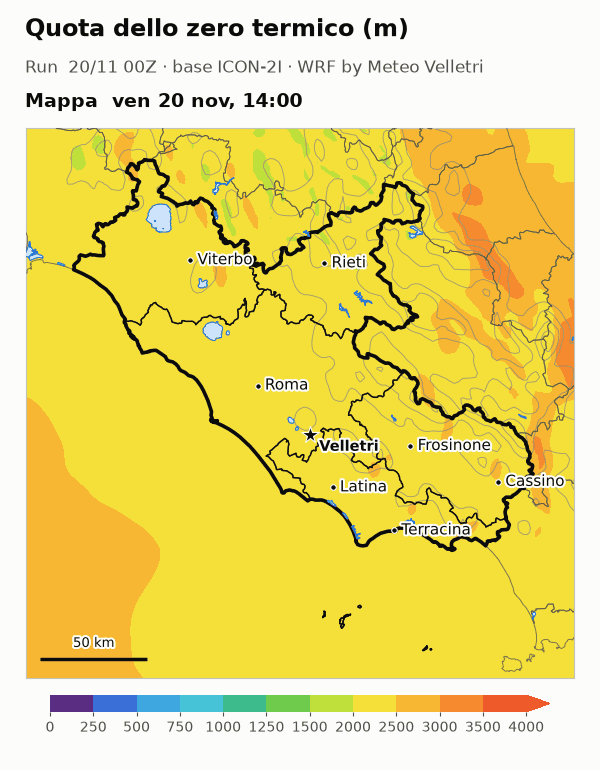 Quota dello zero termico (m)
Run  20/11 00Z · base ICON-2I · WRF by Meteo Velletri
Mappa  ven 20 nov, 14:00
Viterbo
Rieti
Roma
Velletri
Frosinone
Cassino
Latina
Terracina
50 km
0 250 500 750 1000 1250 1500 2000 2500 3000 3500 4000